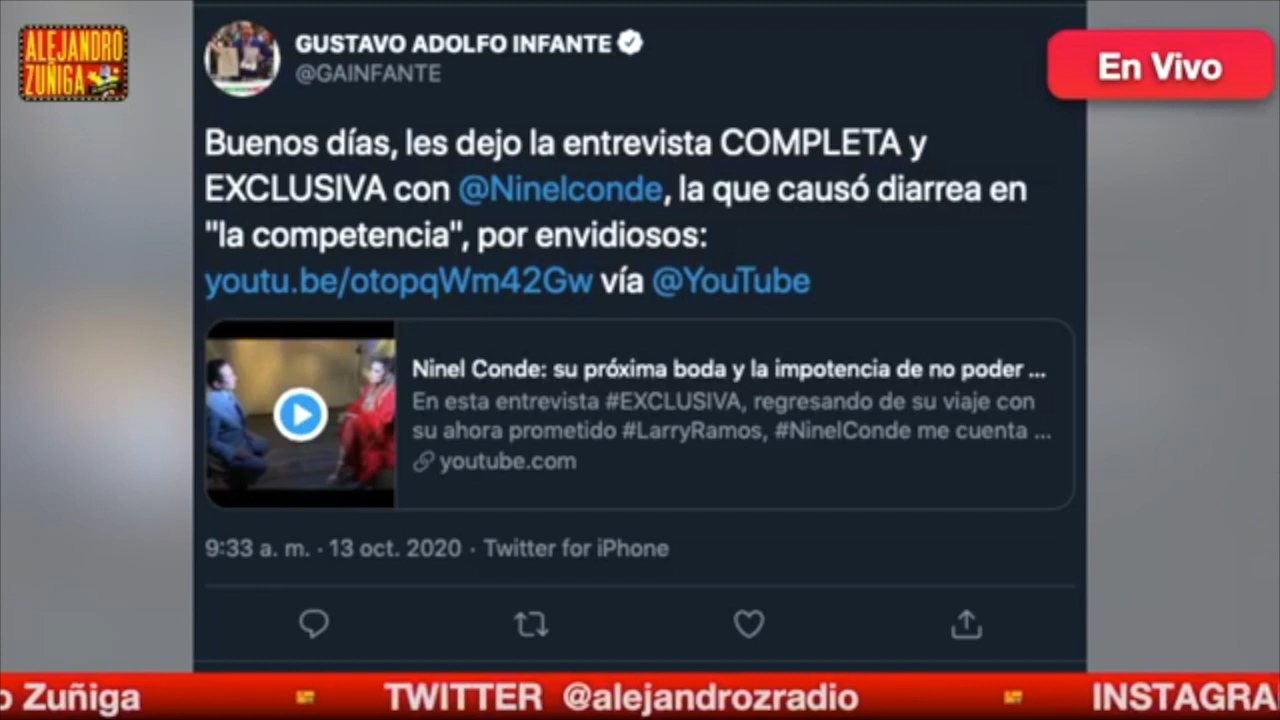 ALEJANDRO
ZUÑIGA
GUSTAVO ADOLFO INFANTE
@GAINFANTE
En Vivo
Buenos días, les dejo la entrevista COMPLETA y
EXCLUSIVA con @Ninelconde, la que causó diarrea en
"la competencia", por envidiosos:
youtu.be/otopqWm42Gw vía @YouTube
Ninel Conde: su próxima boda y la impotencia de no poder ...
En esta entrevista #EXCLUSIVA, regresando de su viaje con
su ahora prometido #LarryRamos, #NinelConde me cuenta ...
youtube.com
9:33 a. m. · 13 oct. 2020 · Twitter for iPhone
o Zuñiga TWITTER @alejandrozradio INSTAGRA